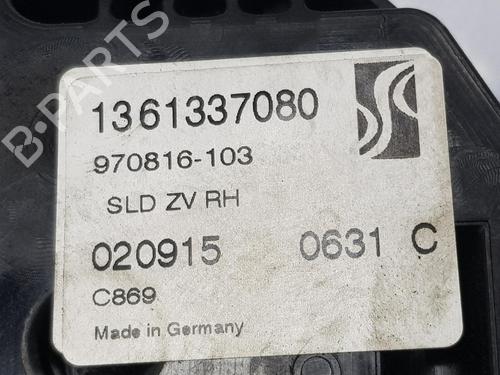 B-PARTS
1361337080
970816-103
SLD ZV RH
020915 0631 C
C869
Made in Germany